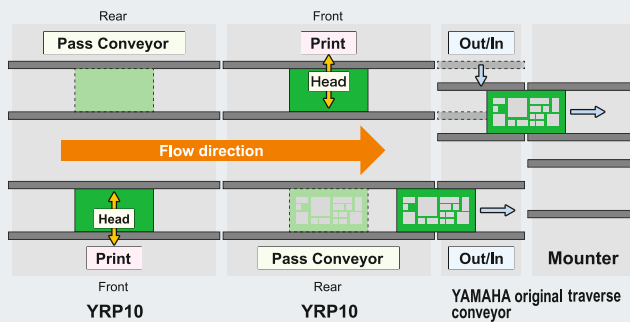 Rear
Front
Pass Conveyor
Print
Out/In
Head
Flow direction
Head
Print
Pass Conveyor
Out/In
Mounter
Front
Rear
YRP10
YRP10
YAMAHA original traverse
conveyor